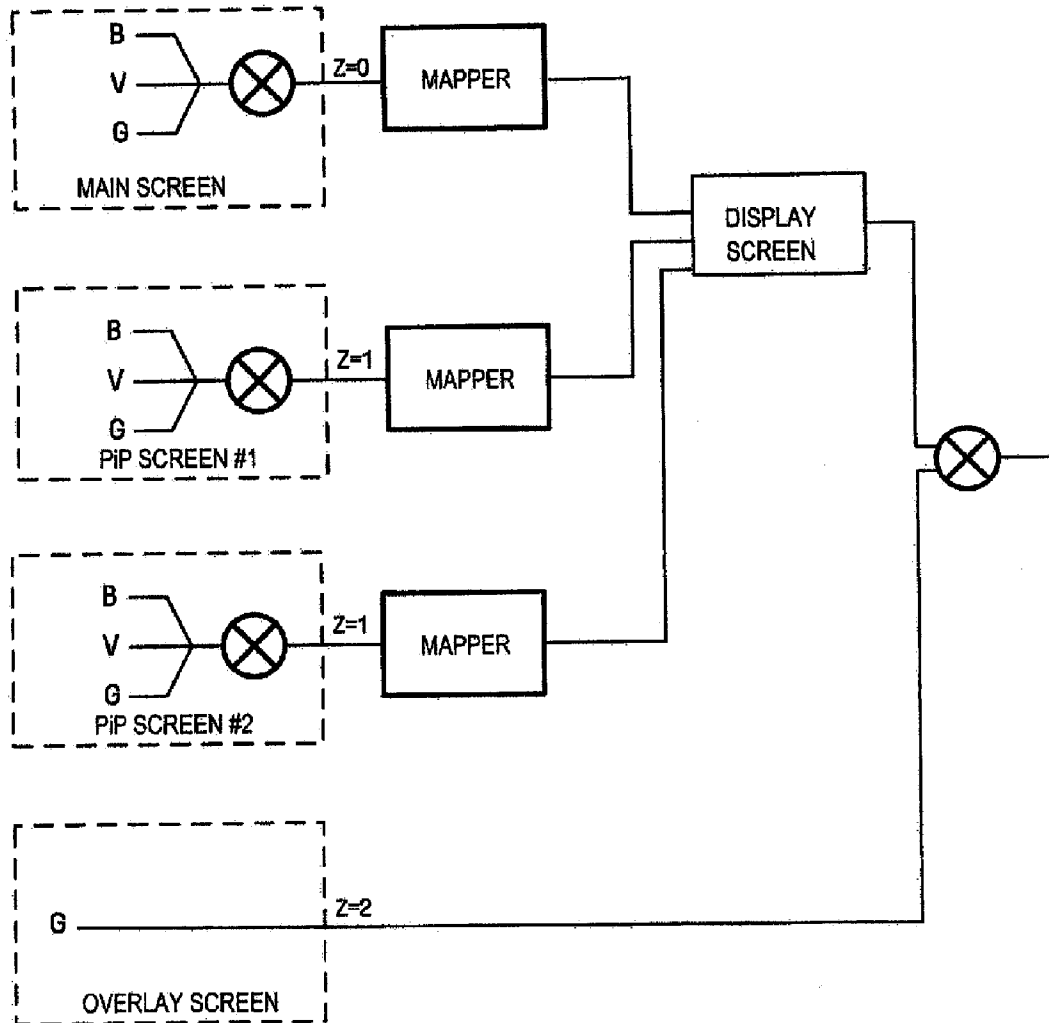 B
V
G
Z=0
MAPPER
MAIN SCREEN
DISPLAY
SCREEN
B
V
G
Z=1
MAPPER
PiP SCREEN #1
B
V
G
Z=1
MAPPER
PiP SCREEN #2
G
Z=2
OVERLAY SCREEN